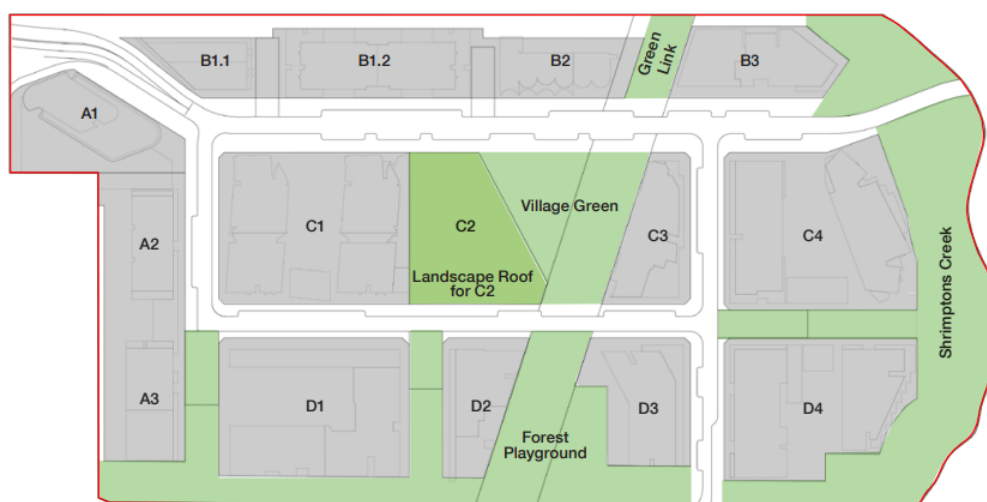 B1.1
B1.2
B2
Green
Link
B3
A1
A2
C1
C2
Village Green
C3
C4
Landscape Roof
for C2
Shrimptons Creek
A3
D1
D2
D3
D4
Forest
Playground